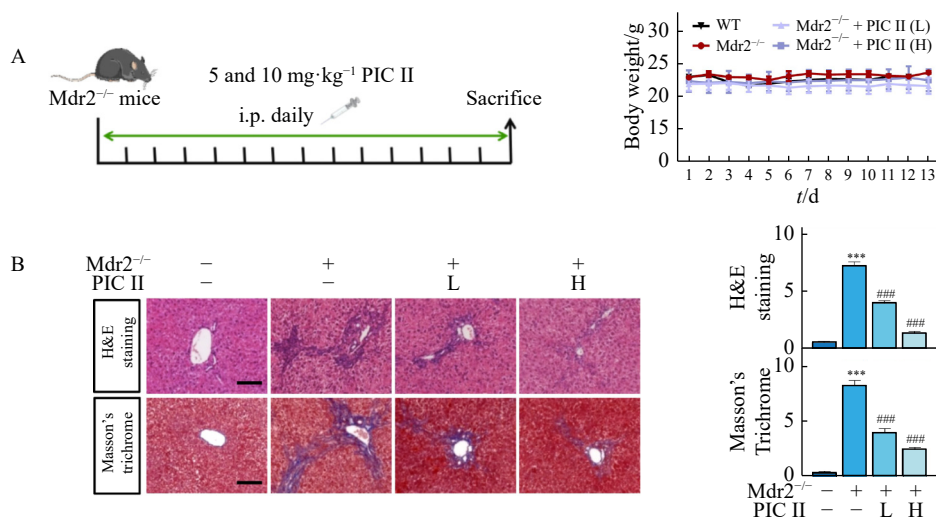 A
Mdr2⁻/⁻ mice
5 and 10 mg·kg⁻¹ PIC II
i.p. daily
Sacrifice
WT
Mdr2⁻/⁻
Mdr2⁻/⁻ + PIC II (L)
Mdr2⁻/⁻ + PIC II (H)
Body weight/g
30
20
10
0
1 2 3 4 5 6 7 8 9 10 11 12 13
t/d
B
Mdr2⁻/⁻ − + + +
PIC II − − L H
H&E
staining
Masson's
trichrome
H&E
staining
10
5
0
***
###
###
Masson's
Trichrome
10
5
0
***
###
###
Mdr2⁻/⁻ − + + +
PIC II − − L H